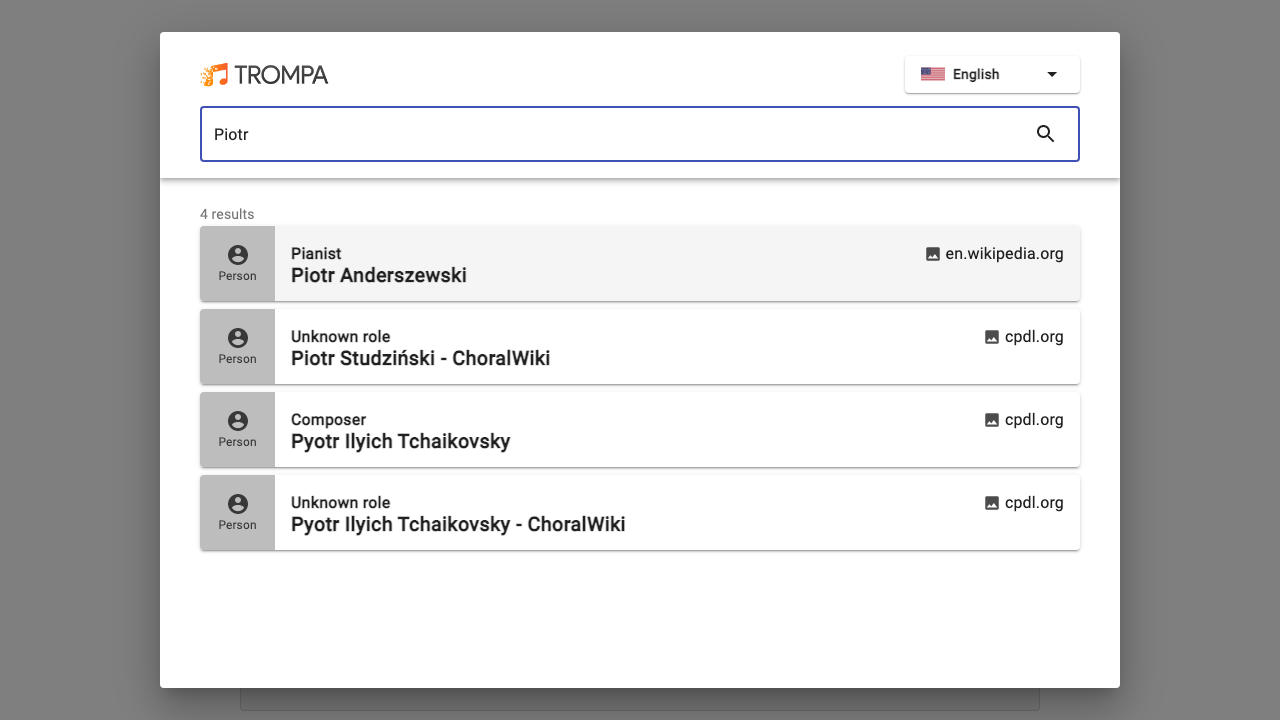 TROMPA
English
Piotr
4 results
Person
Pianist
Piotr Anderszewski
en.wikipedia.org
Person
Unknown role
Piotr Studziński - ChoralWiki
cpdl.org
Person
Composer
Pyotr Ilyich Tchaikovsky
cpdl.org
Person
Unknown role
Pyotr Ilyich Tchaikovsky - ChoralWiki
cpdl.org